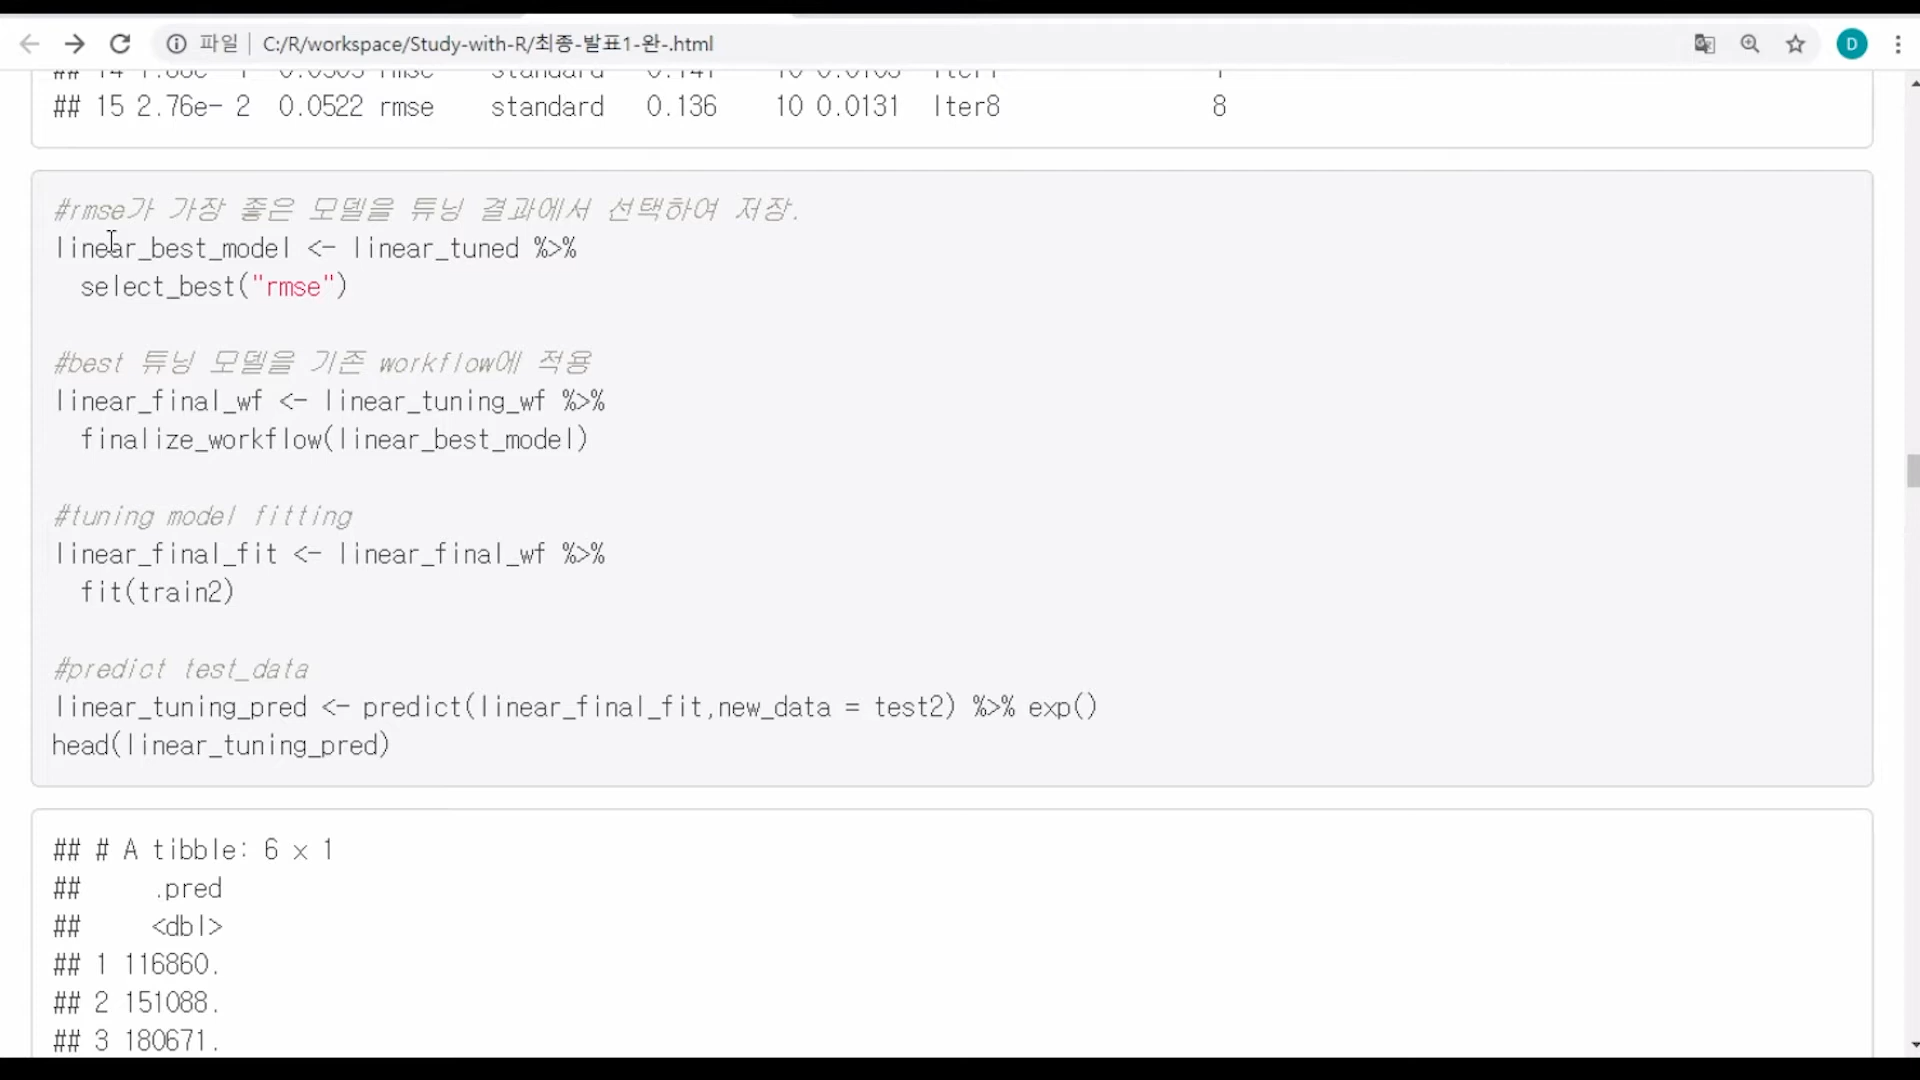 파일 C:/R/workspace/Study-with-R/최종-발표1-완-.html
D
## 15 2.76e- 2 0.0522 rmse standard 0.136 10 0.0131 Iter8 8
#rmse가 가장 좋은 모델을 튜닝 결과에서 선택하여 저장.
linear_best_model <- linear_tuned %>%
select_best("rmse")
#best 튜닝 모델을 기존 workflow에 적용
linear_final_wf <- linear_tuning_wf %>%
finalize_workflow(linear_best_model)
#tuning model fitting
linear_final_fit <- linear_final_wf %>%
fit(train2)
#predict test_data
linear_tuning_pred <- predict(linear_final_fit,new_data = test2) %>% exp()
head(linear_tuning_pred)
## # A tibble: 6 x 1
## .pred
## <dbl>
## 1 116860.
## 2 151088.
## 3 180671.